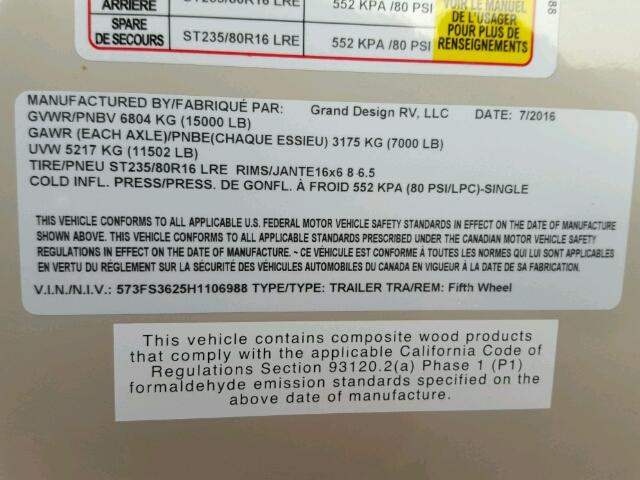 ARRIÈRE ST235/80R16 LRE 552 KPA /80 PSI
SPARE
DE SECOURS ST235/80R16 LRE 552 KPA /80 PSI
VOIR LE MANUEL
DE L'USAGER
POUR PLUS DE
RENSEIGNEMENTS
88
MANUFACTURED BY/FABRIQUÉ PAR: Grand Design RV, LLC DATE: 7/2016
GVWR/PNBV 6804 KG (15000 LB)
GAWR (EACH AXLE)/PNBE(CHAQUE ESSIEU) 3175 KG (7000 LB)
UVW 5217 KG (11502 LB)
TIRE/PNEU ST235/80R16 LRE RIMS/JANTE16x6 8 6.5
COLD INFL. PRESS/PRESS. DE GONFL. À FROID 552 KPA (80 PSI/LPC)-SINGLE
THIS VEHICLE CONFORMS TO ALL APPLICABLE U.S. FEDERAL MOTOR VEHICLE SAFETY STANDARDS IN EFFECT ON THE DATE OF MANUFACTURE
SHOWN ABOVE. THIS VEHICLE CONFORMS TO ALL APPLICABLE STANDARDS PRESCRIBED UNDER THE CANADIAN MOTOR VEHICLE SAFETY
REGULATIONS IN EFFECT ON THE DATE OF MANUFACTURE. ~ CE VÉHICULE EST CONFORME À TOUTES LES NORMES QUI LUI SONT APPLICABLES
EN VERTU DU RÉGLEMENT SUR LA SÉCURITÉ DES VÉHICULES AUTOMOBILES DU CANADA EN VIGUEUR À LA DATE DE SA FABRICATION.
V.I.N./N.I.V.: 573FS3625H1106988 TYPE/TYPE: TRAILER TRA/REM: Fifth Wheel
This vehicle contains composite wood products
that comply with the applicable California Code of
Regulations Section 93120.2(a) Phase 1 (P1)
formaldehyde emission standards specified on the
above date of manufacture.